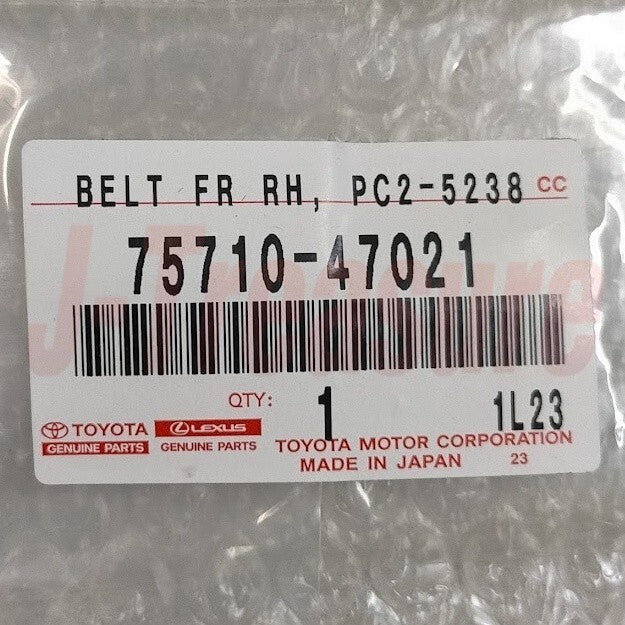 BELT FR RH, PC2-5238 CC
75710-47021
J-Treasure
QTY: 1 1L23
TOYOTA LEXUS
GENUINE PARTS GENUINE PARTS
TOYOTA MOTOR CORPORATION
MADE IN JAPAN 23